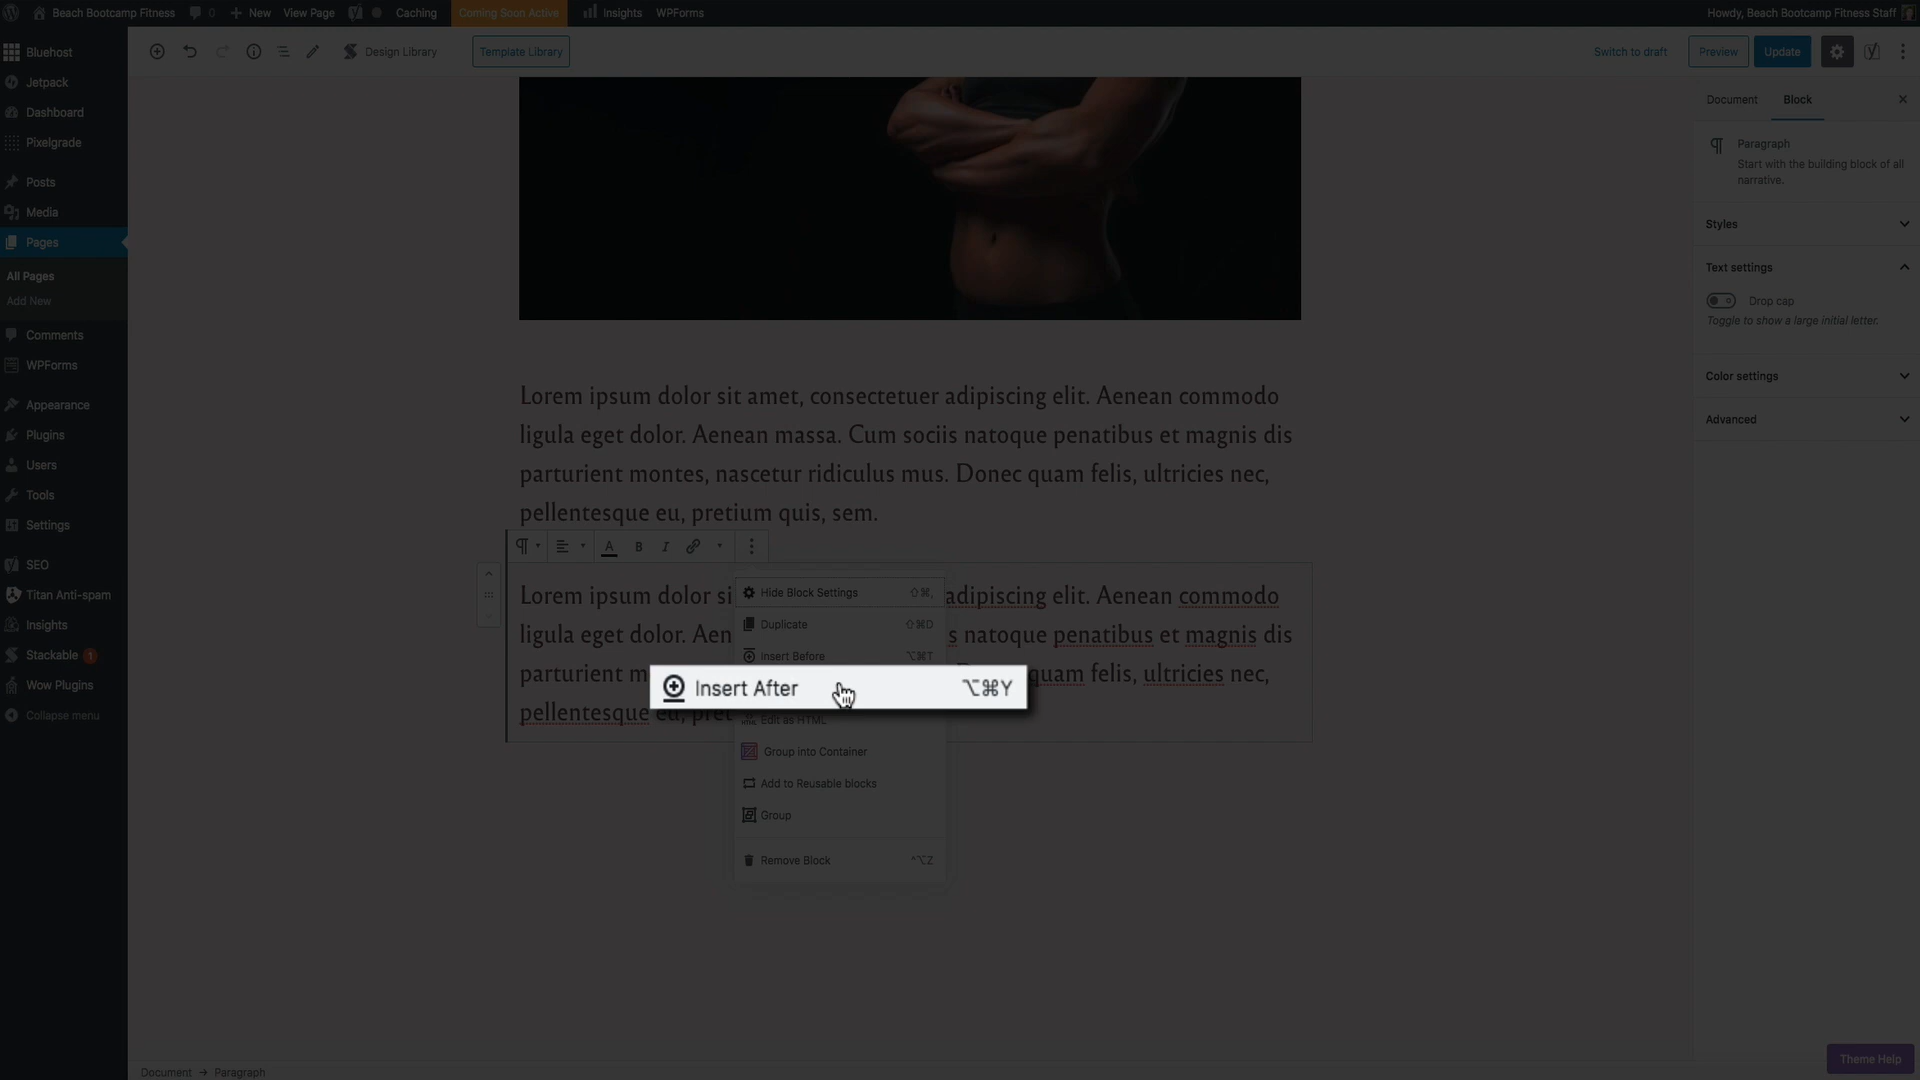 Beach Bootcamp Fitness
0
New
View Page
Caching
Coming Soon Active
Insights
WPForms
Howdy, Beach Bootcamp Fitness Staff
Bluehost
Jetpack
Dashboard
Pixelgrade
Posts
Media
Pages
All Pages
Add New
Comments
WPForms
Appearance
Plugins
Users
Tools
Settings
SEO
Titan Anti-spam
Insights
Stackable 1
Wow Plugins
Collapse menu
Design Library
Template Library
Switch to draft
Preview
Update
Lorem ipsum dolor sit amet, consectetuer adipiscing elit. Aenean commodo
ligula eget dolor. Aenean massa. Cum sociis natoque penatibus et magnis dis
parturient montes, nascetur ridiculus mus. Donec quam felis, ultricies nec,
pellentesque eu, pretium quis, sem.
A B I
Lorem ipsum dolor si adipiscing elit. Aenean commodo
ligula eget dolor. Aen s natoque penatibus et magnis dis
parturient m quam felis, ultricies nec,
pellentesque eu, pret
Hide Block Settings ⇧⌘,
Duplicate ⇧⌘D
Insert Before ⌥⌘T
Insert After ⌥⌘Y
HTML Edit as HTML
Group into Container
Add to Reusable blocks
Group
Remove Block ^⌥Z
Document
Block
Paragraph
Start with the building block of all
narrative.
Styles
Text settings
Drop cap
Toggle to show a large initial letter.
Color settings
Advanced
Document → Paragraph
Theme Help